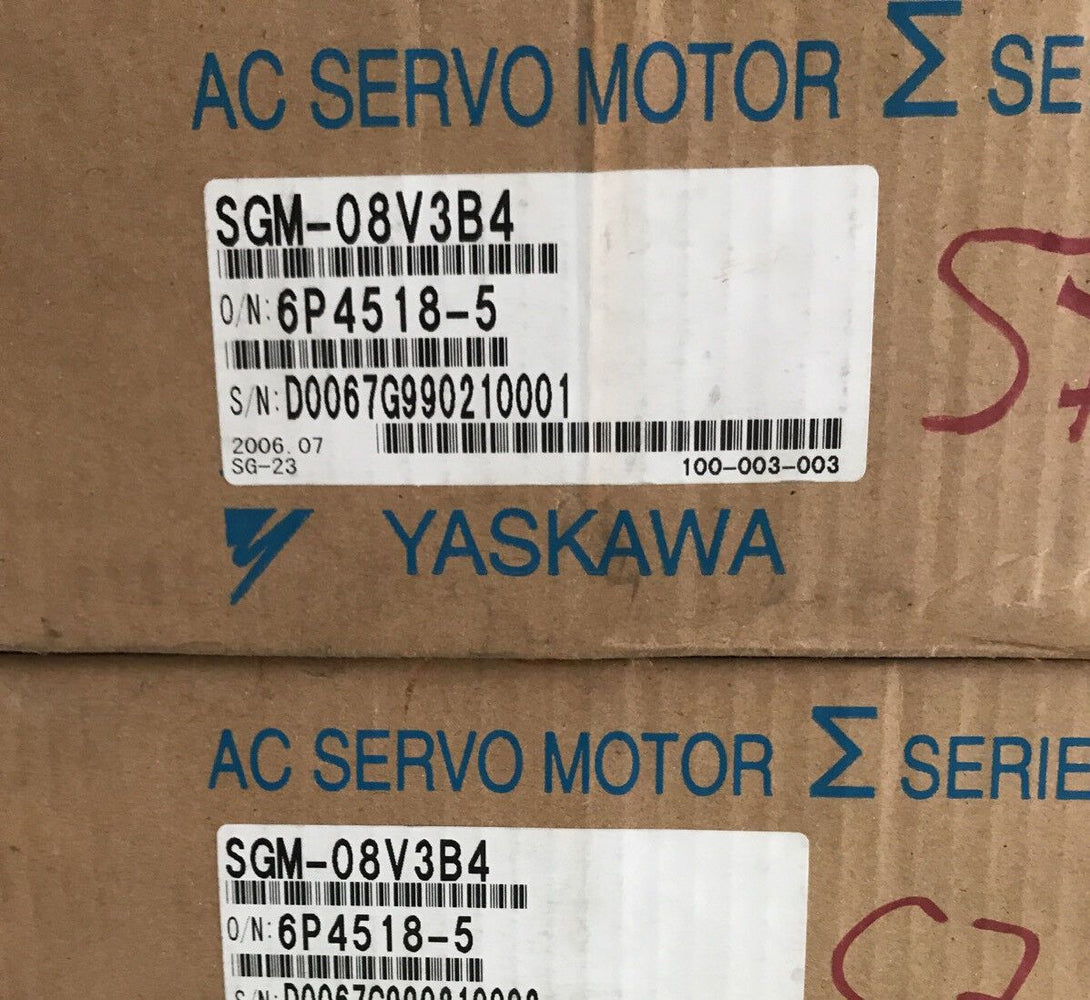 AC SERVO MOTOR Σ SE
SGM-08V3B4
O/N: 6P4518-5
S/N: D0067G990210001
2006.07
SG-23
100-003-003
YASKAWA
AC SERVO MOTOR Σ SERIE
SGM-08V3B4
O/N: 6P4518-5